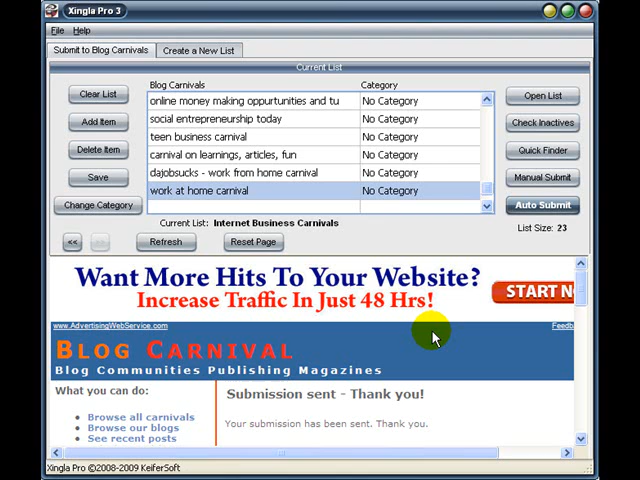 Xingla Pro 3
File Help
Submit to Blog Carnivals Create a New List
Current List
Blog Carnivals Category
Clear List
Add Item
Delete Item
Save
Change Category
online money making oppurtunities and tu No Category
social entrepreneurship today No Category
teen business carnival No Category
carnival on learnings, articles, fun No Category
dajobsucks - work from home carnival No Category
work at home carnival No Category
Open List
Check Inactives
Quick Finder
Manual Submit
Auto Submit
Current List: Internet Business Carnivals
List Size: 23
<< >> Refresh Reset Page
Want More Hits To Your Website?
Increase Traffic In Just 48 Hrs!
START NO
www.AdvertisingWebService.com Feedb
BLOG CARNIVAL
Blog Communities Publishing Magazines
What you can do:
Browse all carnivals
Browse our blogs
See recent posts
Submission sent - Thank you!
Your submission has been sent. Thank you.
Xingla Pro ©2008-2009 KeiferSoft